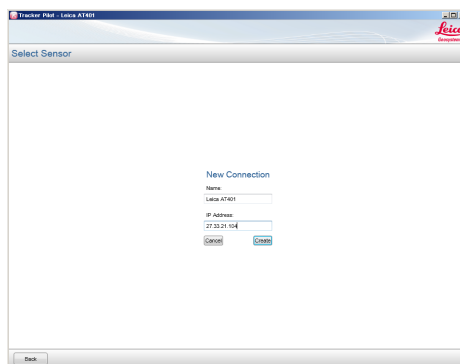 Tracker Pilot - Leica AT401
Leica
Geosystems
Select Sensor
New Connection
Name:
Leica AT401
IP Address:
27.33.21.104
Cancel
Create
Back